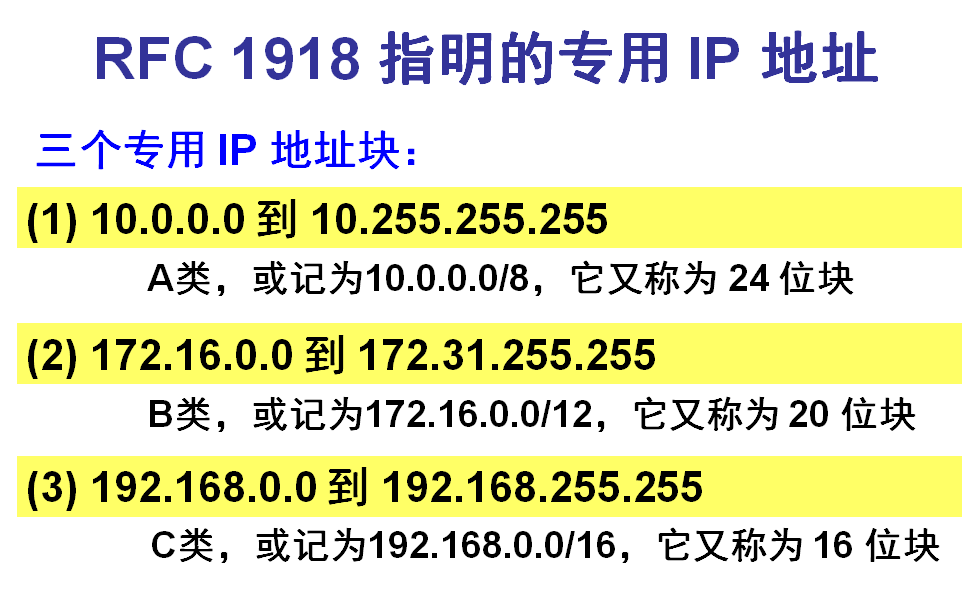 RFC 1918 指明的专用 IP 地址
三个专用 IP 地址块：
(1) 10.0.0.0 到 10.255.255.255
A类，或记为10.0.0.0/8，它又称为 24 位块
(2) 172.16.0.0 到 172.31.255.255
B类，或记为172.16.0.0/12，它又称为 20 位块
(3) 192.168.0.0 到 192.168.255.255
C类，或记为192.168.0.0/16，它又称为 16 位块